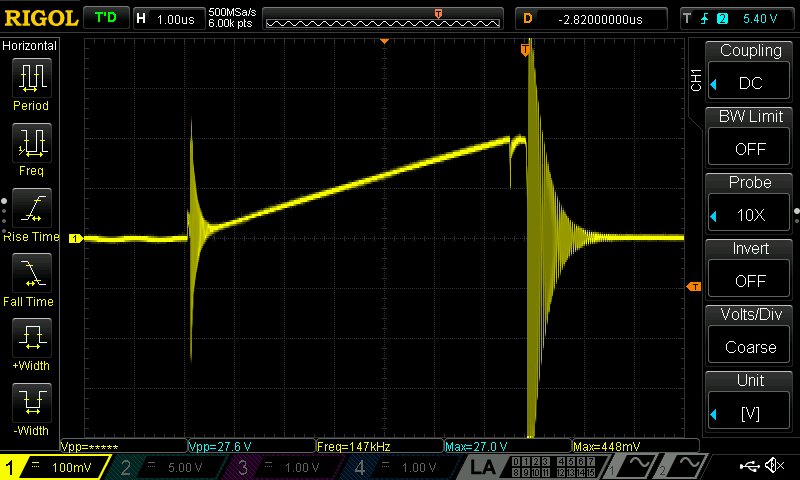 RIGOL T'D H 1.00us 500MSa/s 6.00k pts T D -2.82000000us T 2 5.40 V
Horizontal
Period
Freq
Rise Time
Fall Time
+Width
-Width
T
1
T
CH1
Coupling
DC
BW Limit
OFF
Probe
10X
Invert
OFF
Volts/Div
Coarse
Unit
[V]
Vpp=***** Vpp=27.6 V Freq=147kHz Max=27.0 V Max=448mV
1 100mV 2 5.00 V 3 1.00 V 4 1.00 V LA 0 1 2 3 4 5 6 7 1 2
8 9 10 11 12 13 14 15